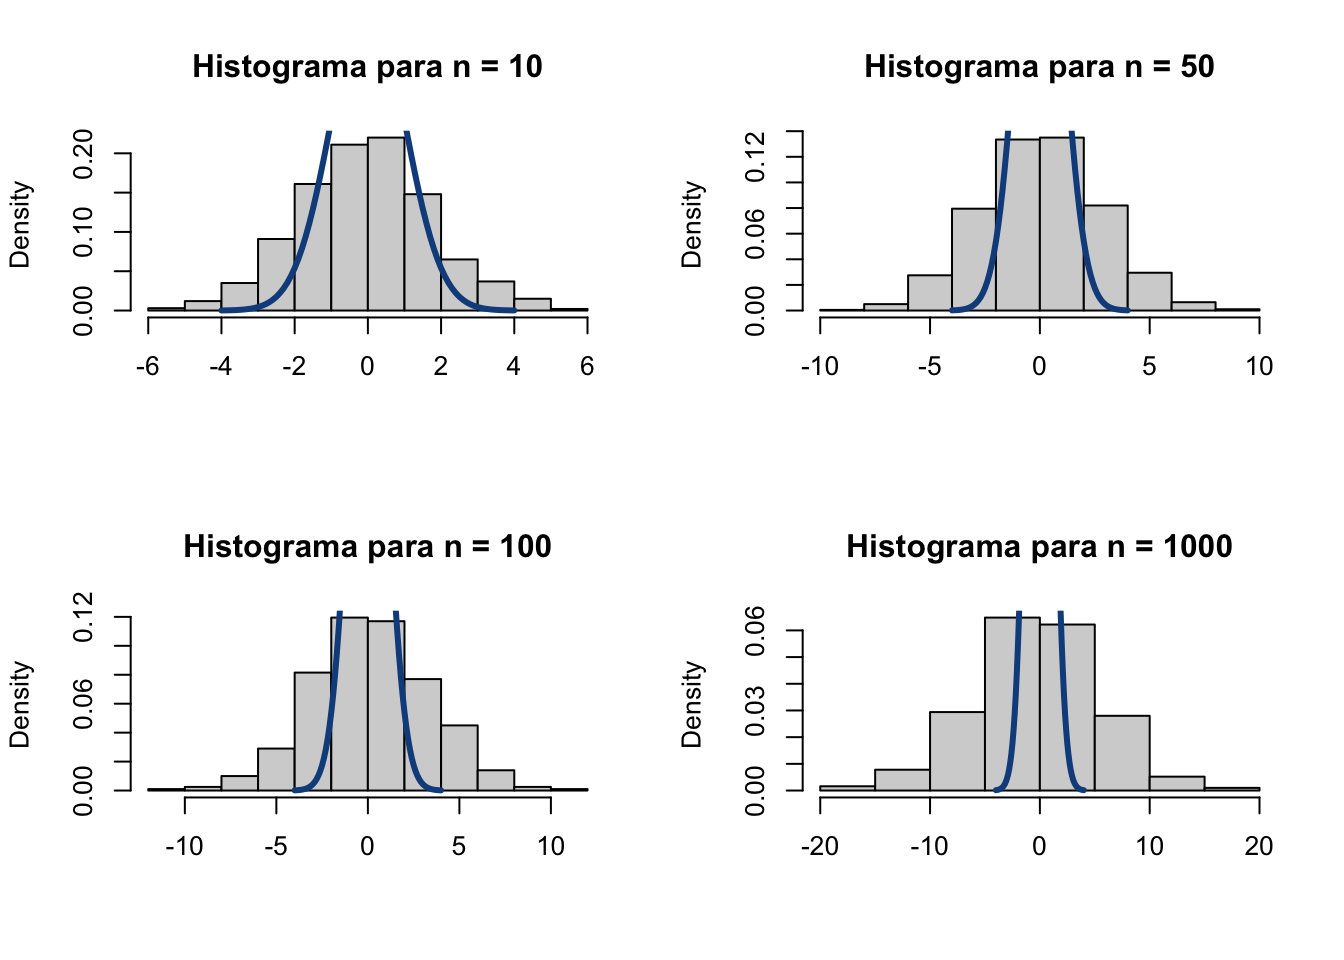 Histograma para n = 10
Density
0.00 0.10 0.20
-6 -4 -2 0 2 4 6
Histograma para n = 50
Density
0.00 0.06 0.12
-10 -5 0 5 10
Histograma para n = 100
Density
0.00 0.06 0.12
-10 -5 0 5 10
Histograma para n = 1000
Density
0.00 0.03 0.06
-20 -10 0 10 20